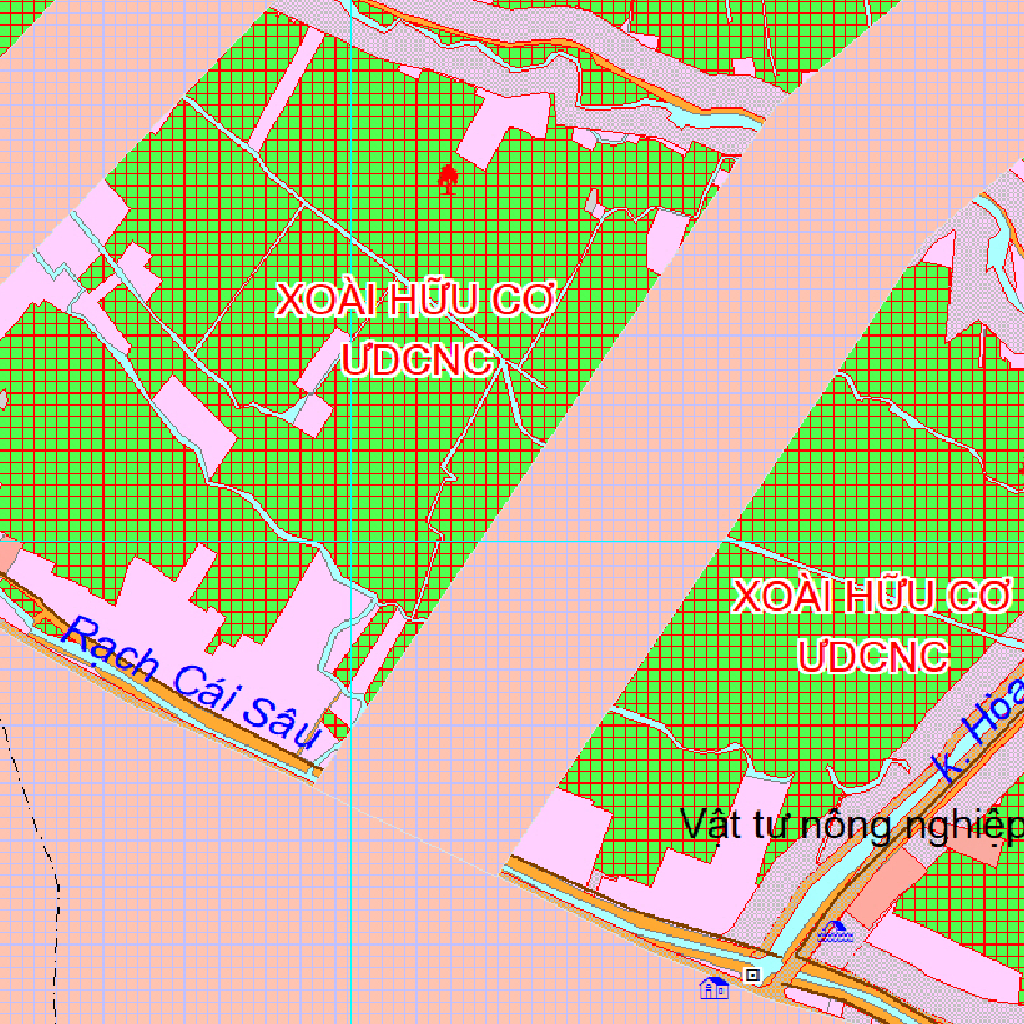 XOÀI HỮU CƠ
ƯDCNC
XOÀI HỮU CƠ
ƯDCNC
Rạch Cái Sâu
K. Hòa
Vật tư nông nghiệp